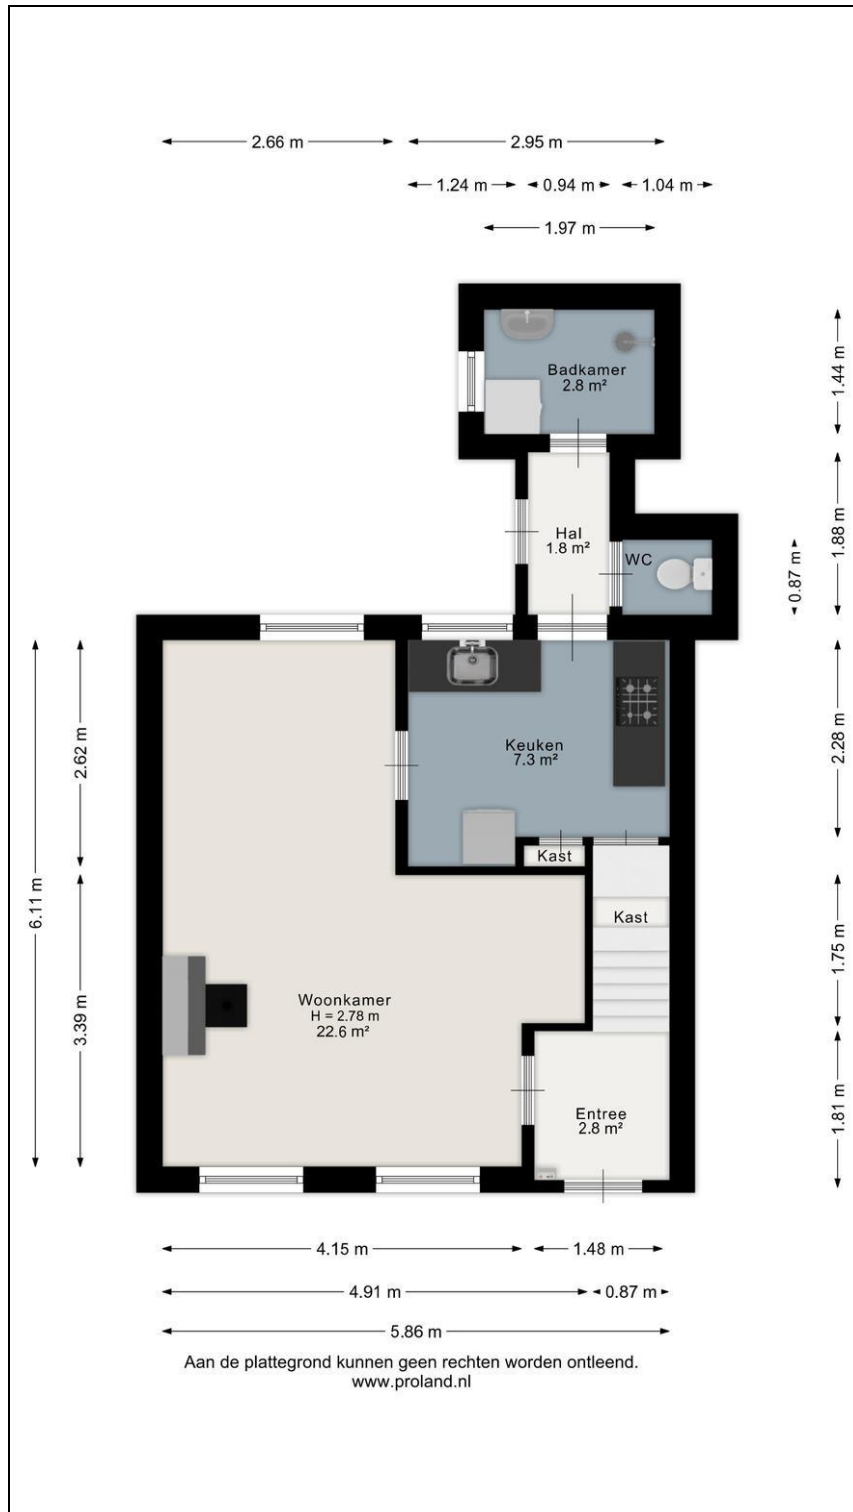 2.66 m
2.95 m
1.24 m
0.94 m
1.04 m
1.97 m
Badkamer
2.8 m²
1.44 m
Hal
1.8 m²
WC
1.88 m
0.87 m
Keuken
7.3 m²
2.62 m
2.28 m
Kast
Kast
6.11 m
1.75 m
Woonkamer
H = 2.78 m
22.6 m²
3.39 m
Entree
2.8 m²
1.81 m
4.15 m
1.48 m
4.91 m
0.87 m
5.86 m
Aan de plattegrond kunnen geen rechten worden ontleend.
www.proland.nl